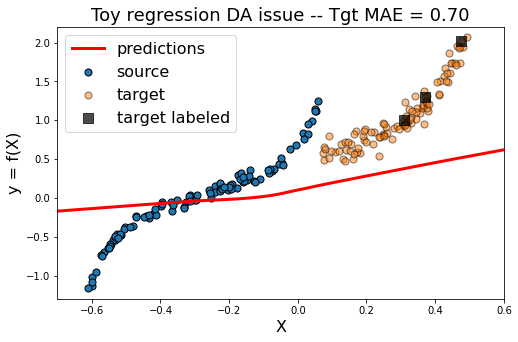 Toy regression DA issue -- Tgt MAE = 0.70
predictions
source
target
target labeled
y = f(X)
2.0
1.5
1.0
0.5
0.0
−0.5
−1.0
−0.6
−0.4
−0.2
0.0
0.2
0.4
0.6
X